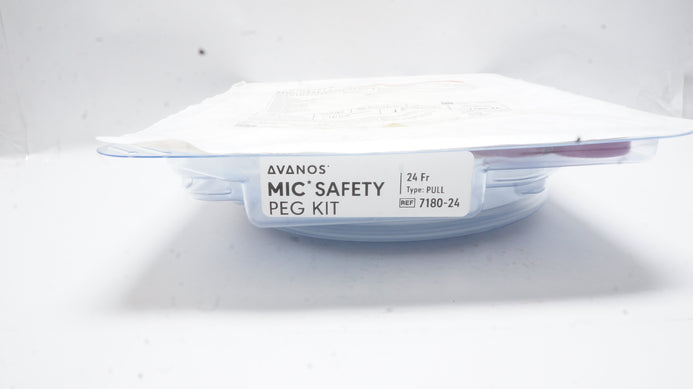 AVANOS*
MIC* SAFETY
PEG KIT
24 Fr
Type: PULL
REF 7180-24